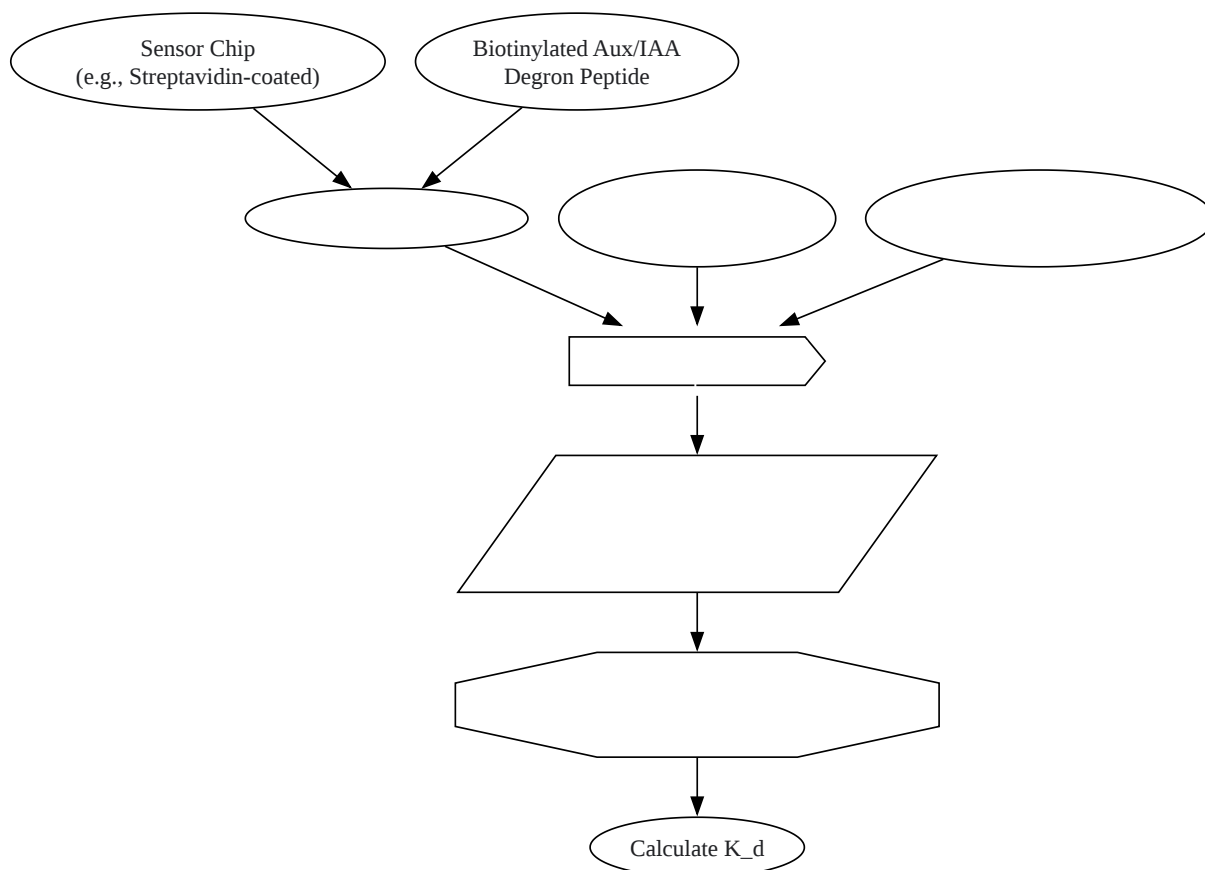 Sensor Chip
(e.g., Streptavidin-coated)
Biotinylated Aux/IAA
Degron Peptide
Calculate K_d